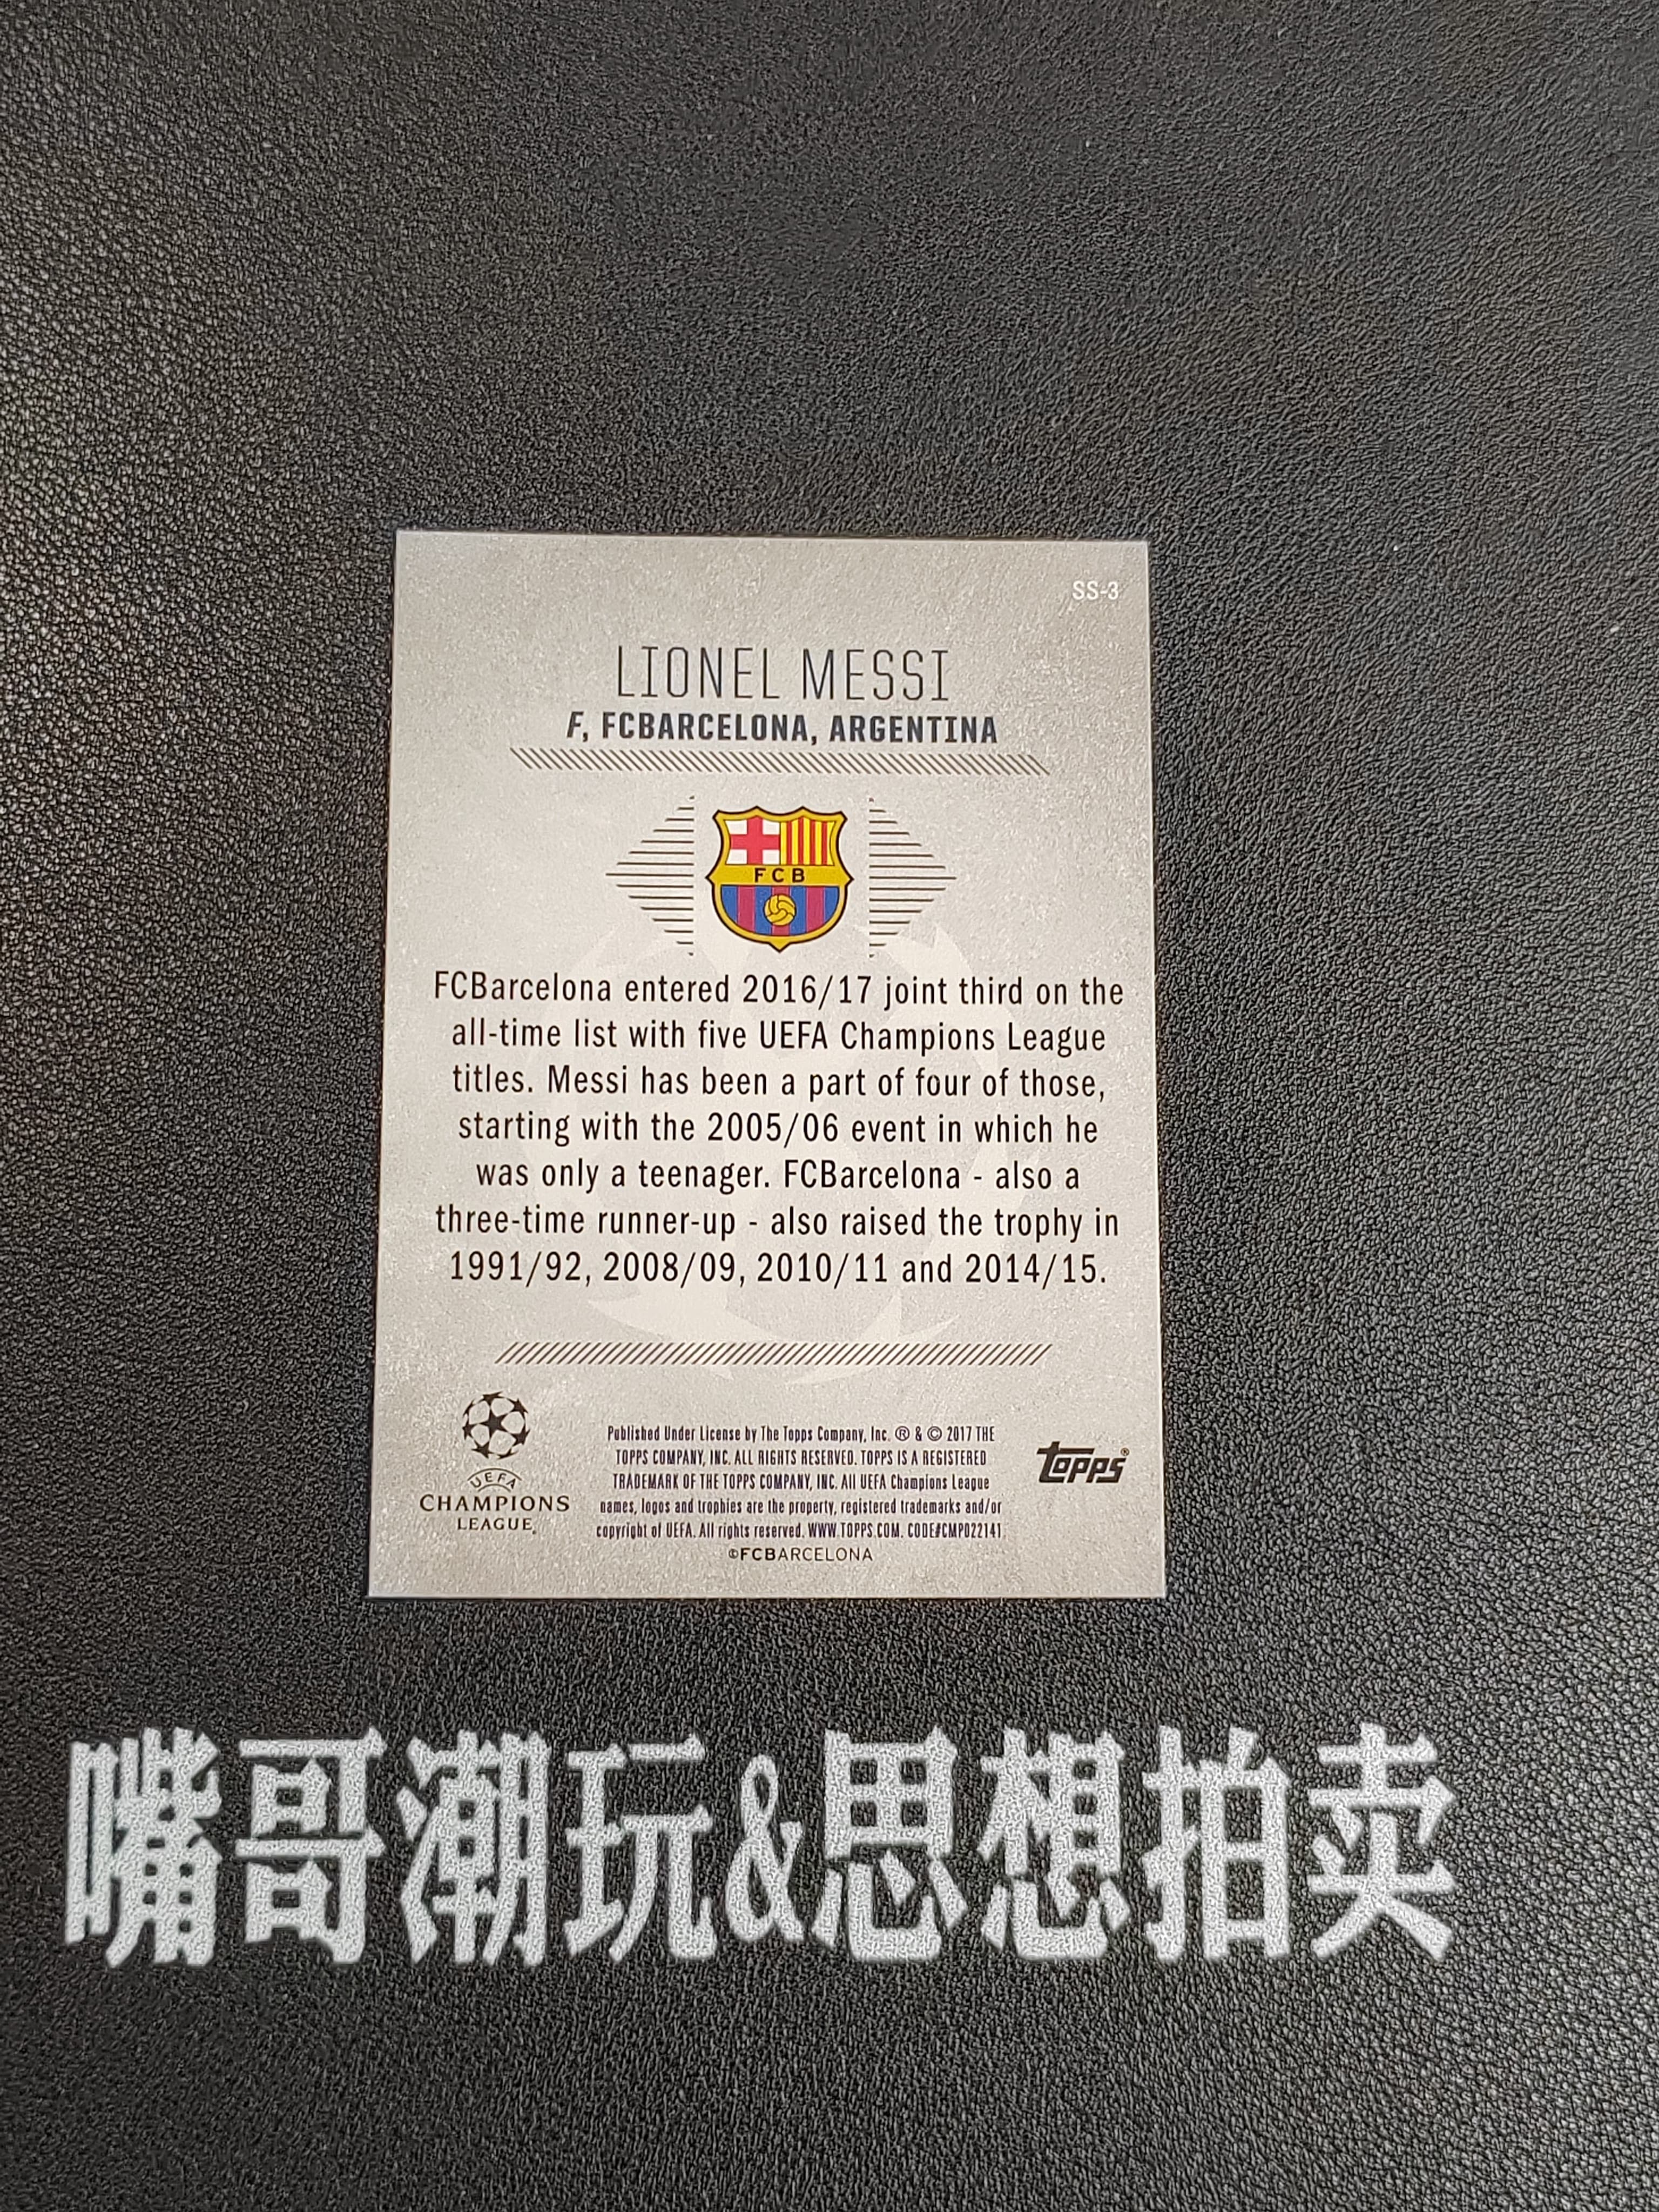 SS-3
LIONEL MESSI
F, FCBARCELONA, ARGENTINA
FCB
FCBarcelona entered 2016/17 joint third on the
all-time list with five UEFA Champions League
titles. Messi has been a part of four of those,
starting with the 2005/06 event in which he
was only a teenager. FCBarcelona - also a
three-time runner-up - also raised the trophy in
1991/92, 2008/09, 2010/11 and 2014/15.
UEFA
CHAMPIONS
LEAGUE.
Published Under License by The Topps Company, Inc. ® & © 2017 THE
TOPPS COMPANY, INC. ALL RIGHTS RESERVED. TOPPS IS A REGISTERED
TRADEMARK OF THE TOPPS COMPANY, INC. All UEFA Champions League
names, logos and trophies are the property, registered trademarks and/or
copyright of UEFA. All rights reserved. WWW.TOPPS.COM. CODE#CMP022141
©FCBARCELONA
topps®
嘴哥潮玩&思想拍卖